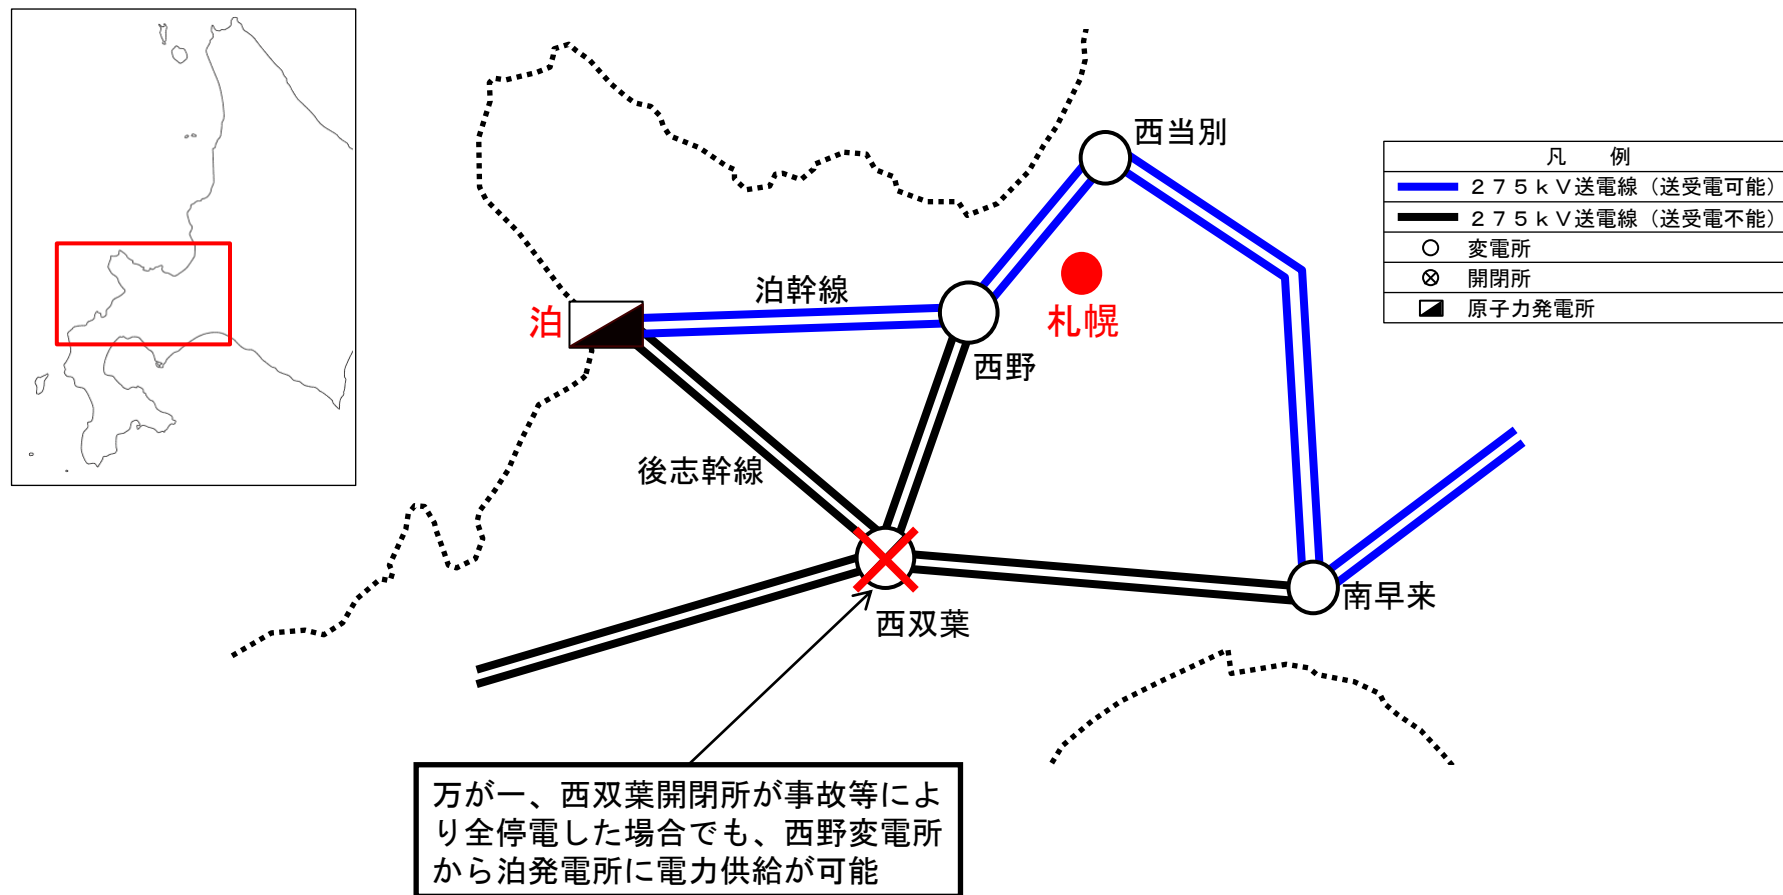 西当別
凡　　例
２７５ｋＶ送電線（送受電可能）
２７５ｋＶ送電線（送受電不能）
変電所
開閉所
原子力発電所
泊幹線
泊
札幌
西野
後志幹線
南早来
西双葉
万が一、西双葉開閉所が事故等によ
り全停電した場合でも、西野変電所
から泊発電所に電力供給が可能